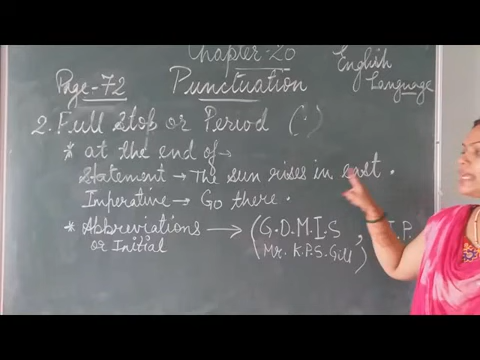 Chapter-20
English
Language
Page-72
Punctuation
2. Full Stop or Period (.)
* at the end of →
Statement → The sun rises in east.
Imperative → Go there.
* Abbreviations → (G.D.M.I.S, .I.P
or Initial
Mr. K.P.S. Gill)